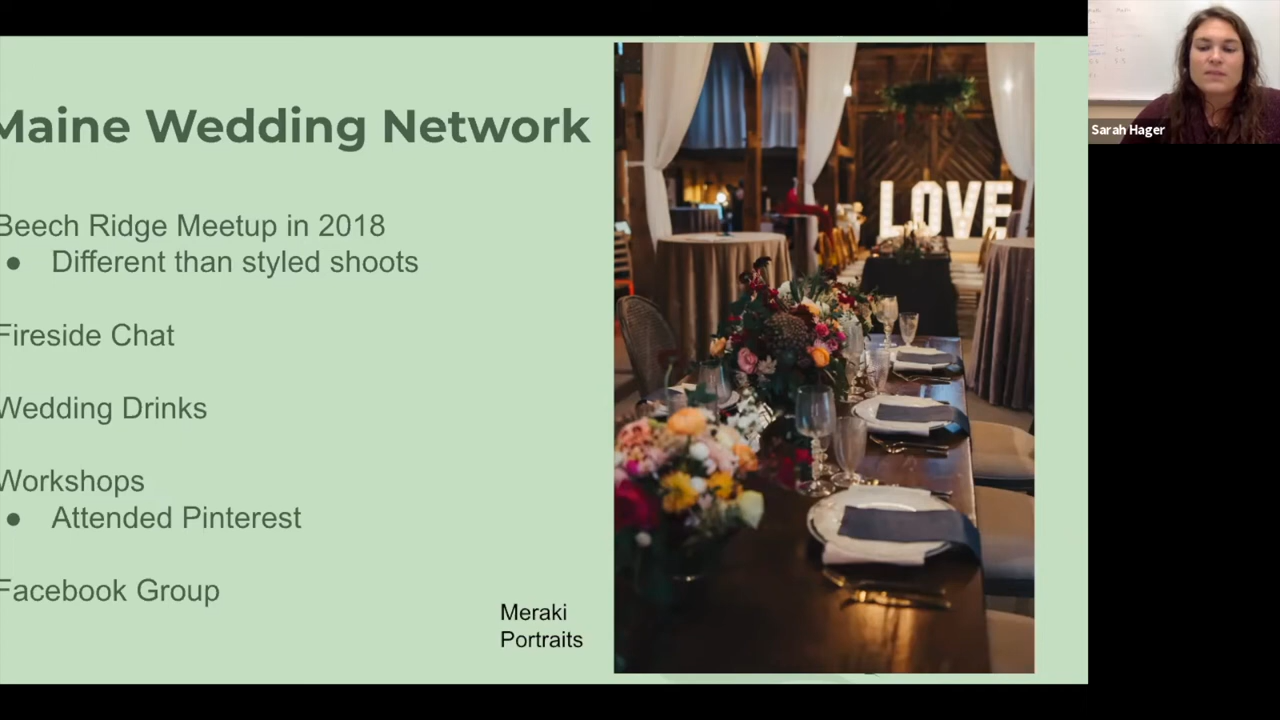 Maine Wedding Network
Beech Ridge Meetup in 2018
● Different than styled shoots
Fireside Chat
Wedding Drinks
Workshops
● Attended Pinterest
Facebook Group
Meraki
Portraits
LOVE
Sarah Hager